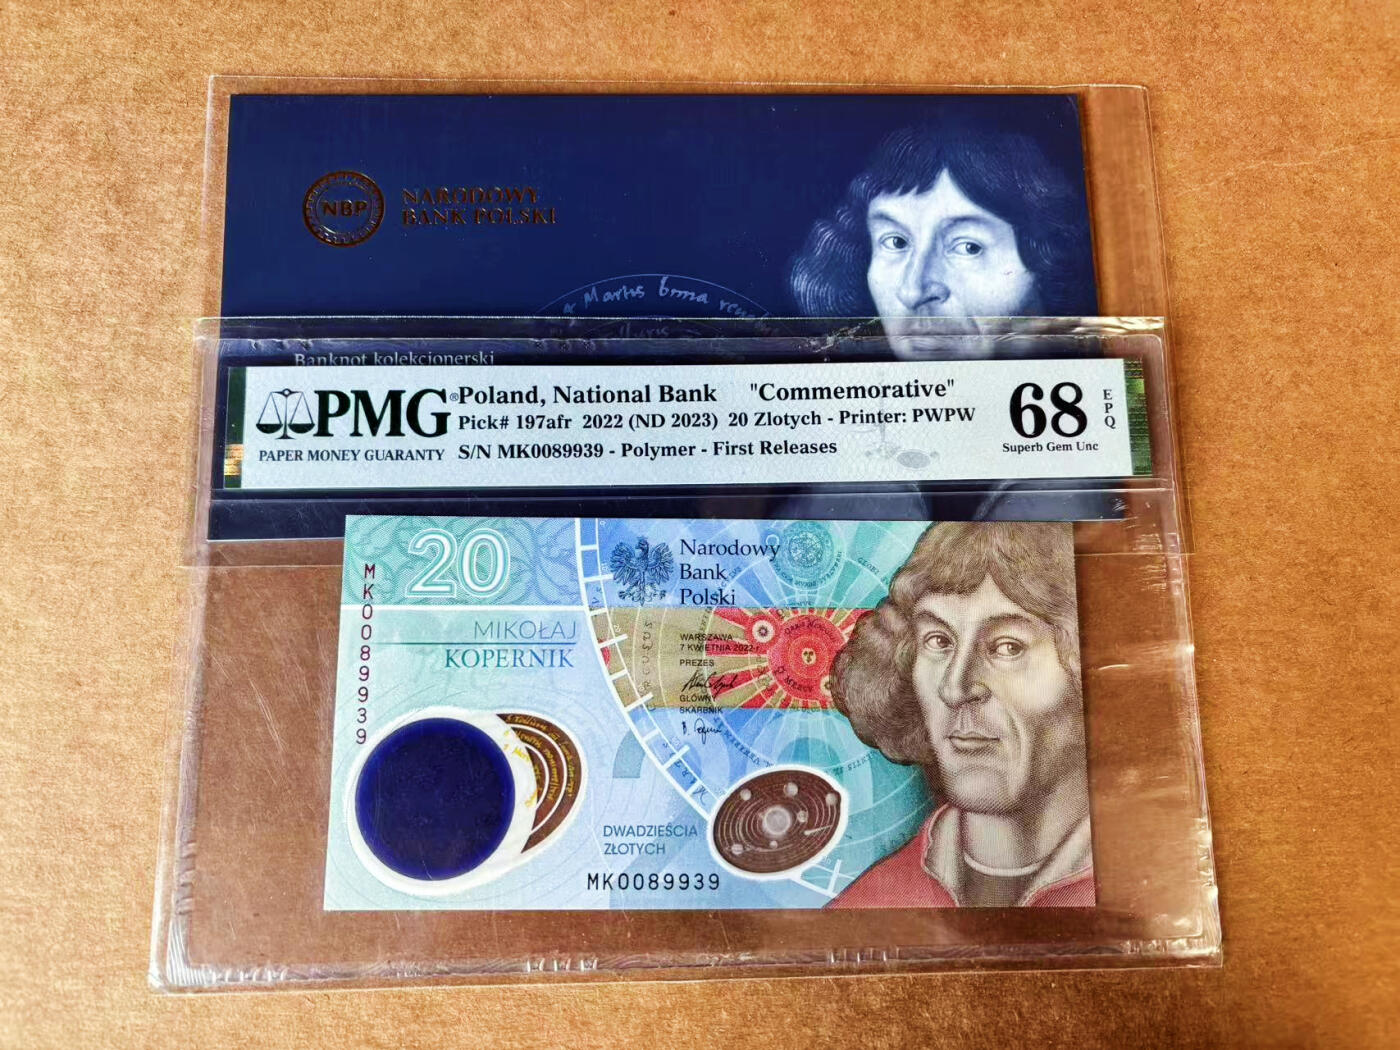 NBP
NARODOWY
BANK POLSKI
Martis bina
Banknot kolekcjonerski
PMG®
PAPER MONEY GUARANTY
Poland, National Bank "Commemorative"
Pick# 197afr 2022 (ND 2023) 20 Zlotych - Printer: PWPW
S/N MK0089939 - Polymer - First Releases
68
EPQ
Superb Gem Unc
20
MK0089939
MIKOŁAJ
KOPERNIK
Narodowy
Bank
Polski
WARSZAWA
7 KWIETNIA 2022 r.
PREZES
GŁÓWNY
SKARBNIK
DWADZIEŚCIA
ZŁOTYCH
MK0089939